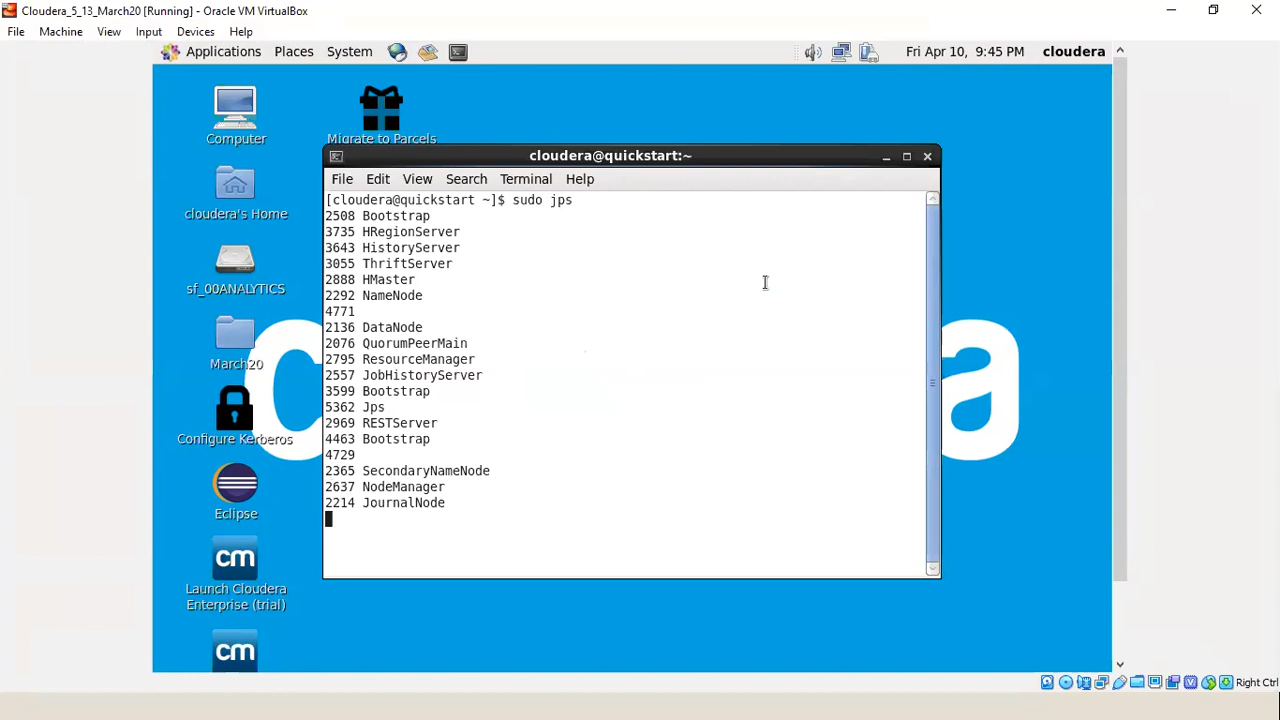 Cloudera_5_13_March20 [Running] - Oracle VM VirtualBox
File Machine View Input Devices Help
Applications Places System Fri Apr 10, 9:45 PM cloudera
Computer
Migrate to Parcels
cloudera's Home
sf_00ANALYTICS
March20
Configure Kerberos
Eclipse
cm
Launch Cloudera
Enterprise (trial)
cm
cloudera@quickstart:~
File Edit View Search Terminal Help
[cloudera@quickstart ~]$ sudo jps
2508 Bootstrap
3735 HRegionServer
3643 HistoryServer
3055 ThriftServer
2888 HMaster
2292 NameNode
4771
2136 DataNode
2076 QuorumPeerMain
2795 ResourceManager
2557 JobHistoryServer
3599 Bootstrap
5362 Jps
2969 RESTServer
4463 Bootstrap
4729
2365 SecondaryNameNode
2637 NodeManager
2214 JournalNode
Right Ctrl